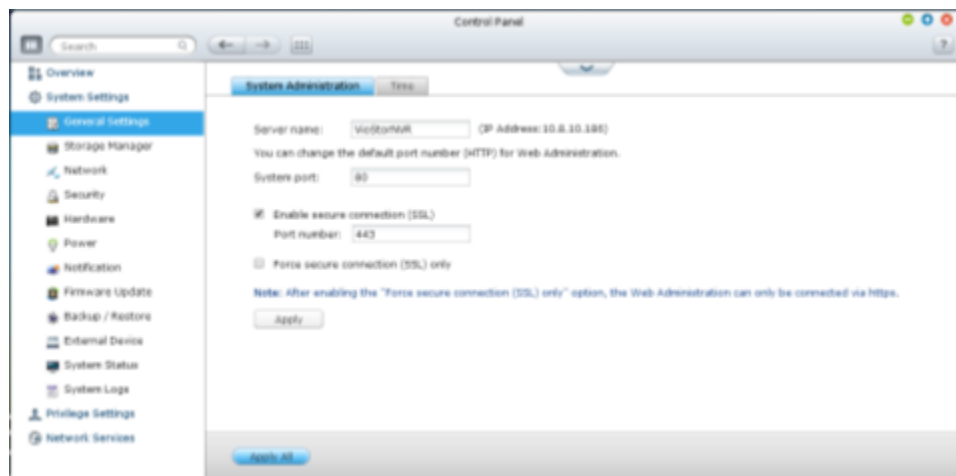 Control Panel
Search
?
Overview
System Settings
General Settings
Storage Manager
Network
Security
Hardware
Power
Notification
Firmware Update
Backup / Restore
External Device
System Status
System Logs
Privilege Settings
Network Services
System Administration
Time
Server name: VioStorNVR (IP Address:10.8.10.186)
You can change the default port number (HTTP) for Web Administration.
System port: 80
Enable secure connection (SSL)
Port number: 443
Force secure connection (SSL) only
Note: After enabling the "Force secure connection (SSL) only" option, the Web Administration can only be connected via https.
Apply
Apply All